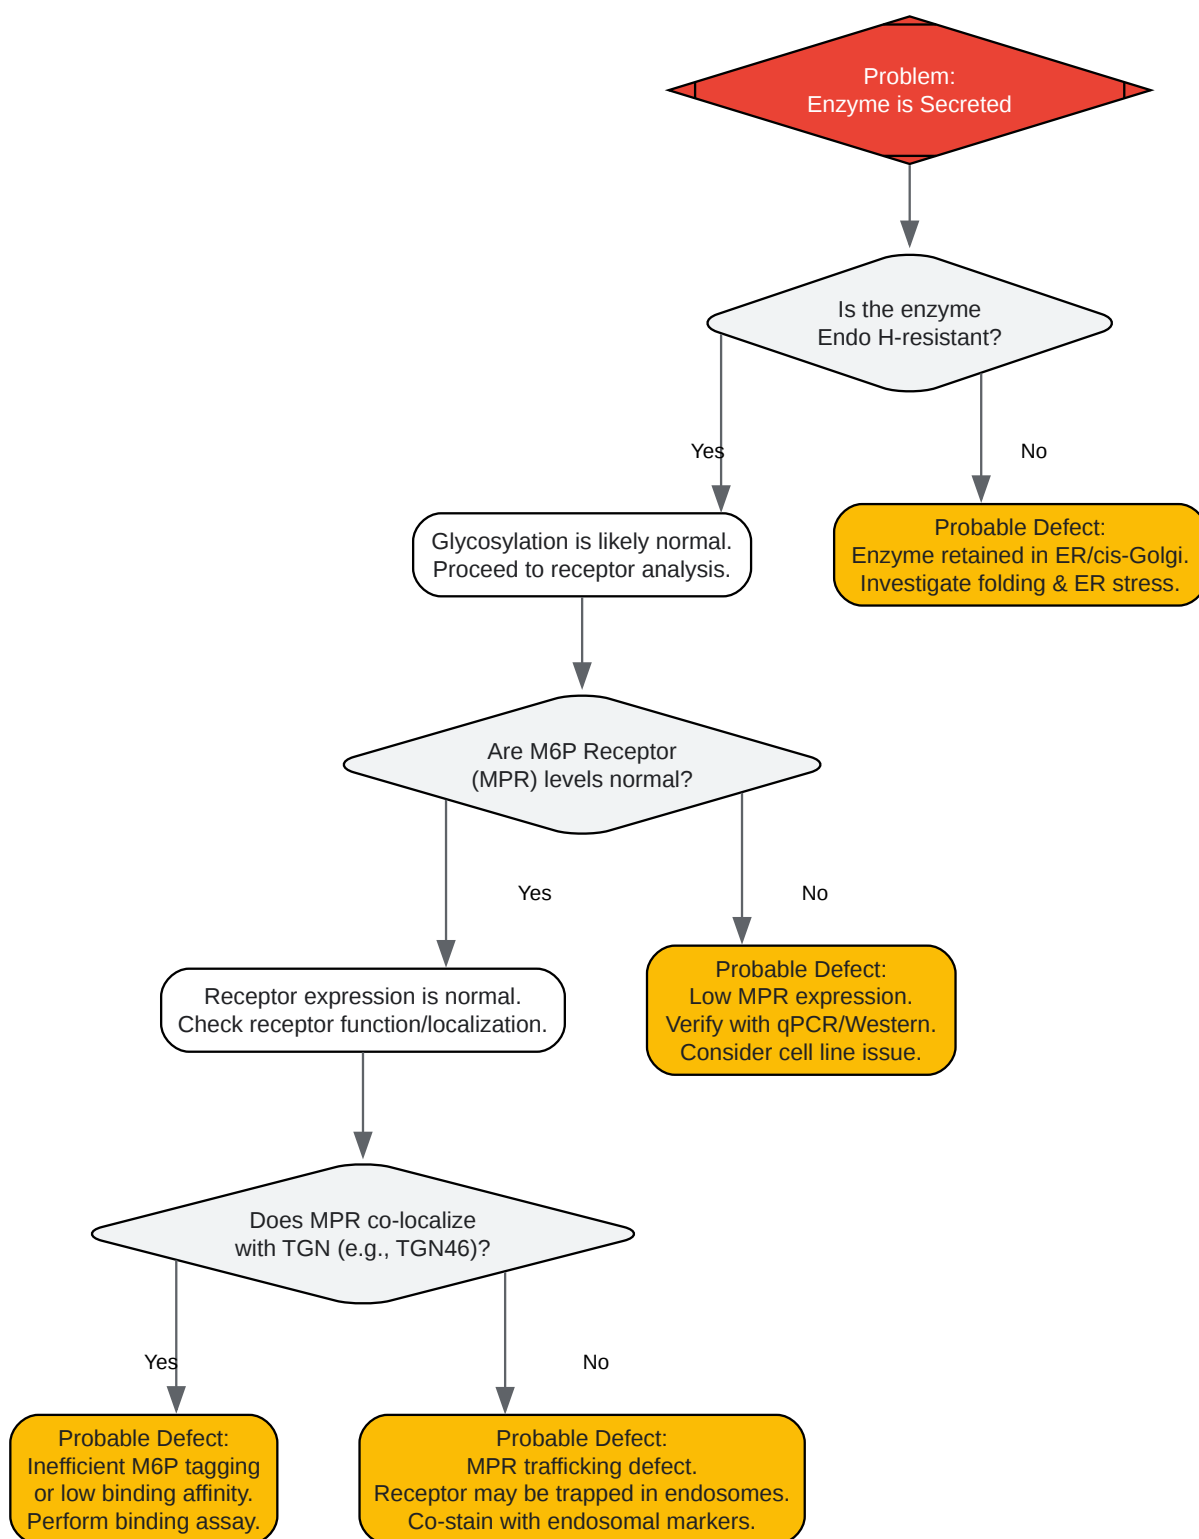 Problem:
Enzyme is Secreted
Is the enzyme
Endo H-resistant?
Yes
No
Glycosylation is likely normal.
Proceed to receptor analysis.
Probable Defect:
Enzyme retained in ER/cis-Golgi.
Investigate folding & ER stress.
Are M6P Receptor
(MPR) levels normal?
Yes
No
Receptor expression is normal.
Check receptor function/localization.
Probable Defect:
Low MPR expression.
Verify with qPCR/Western.
Consider cell line issue.
Does MPR co-localize
with TGN (e.g., TGN46)?
Yes
No
Probable Defect:
Inefficient M6P tagging
or low binding affinity.
Perform binding assay.
Probable Defect:
MPR trafficking defect.
Receptor may be trapped in endosomes.
Co-stain with endosomal markers.